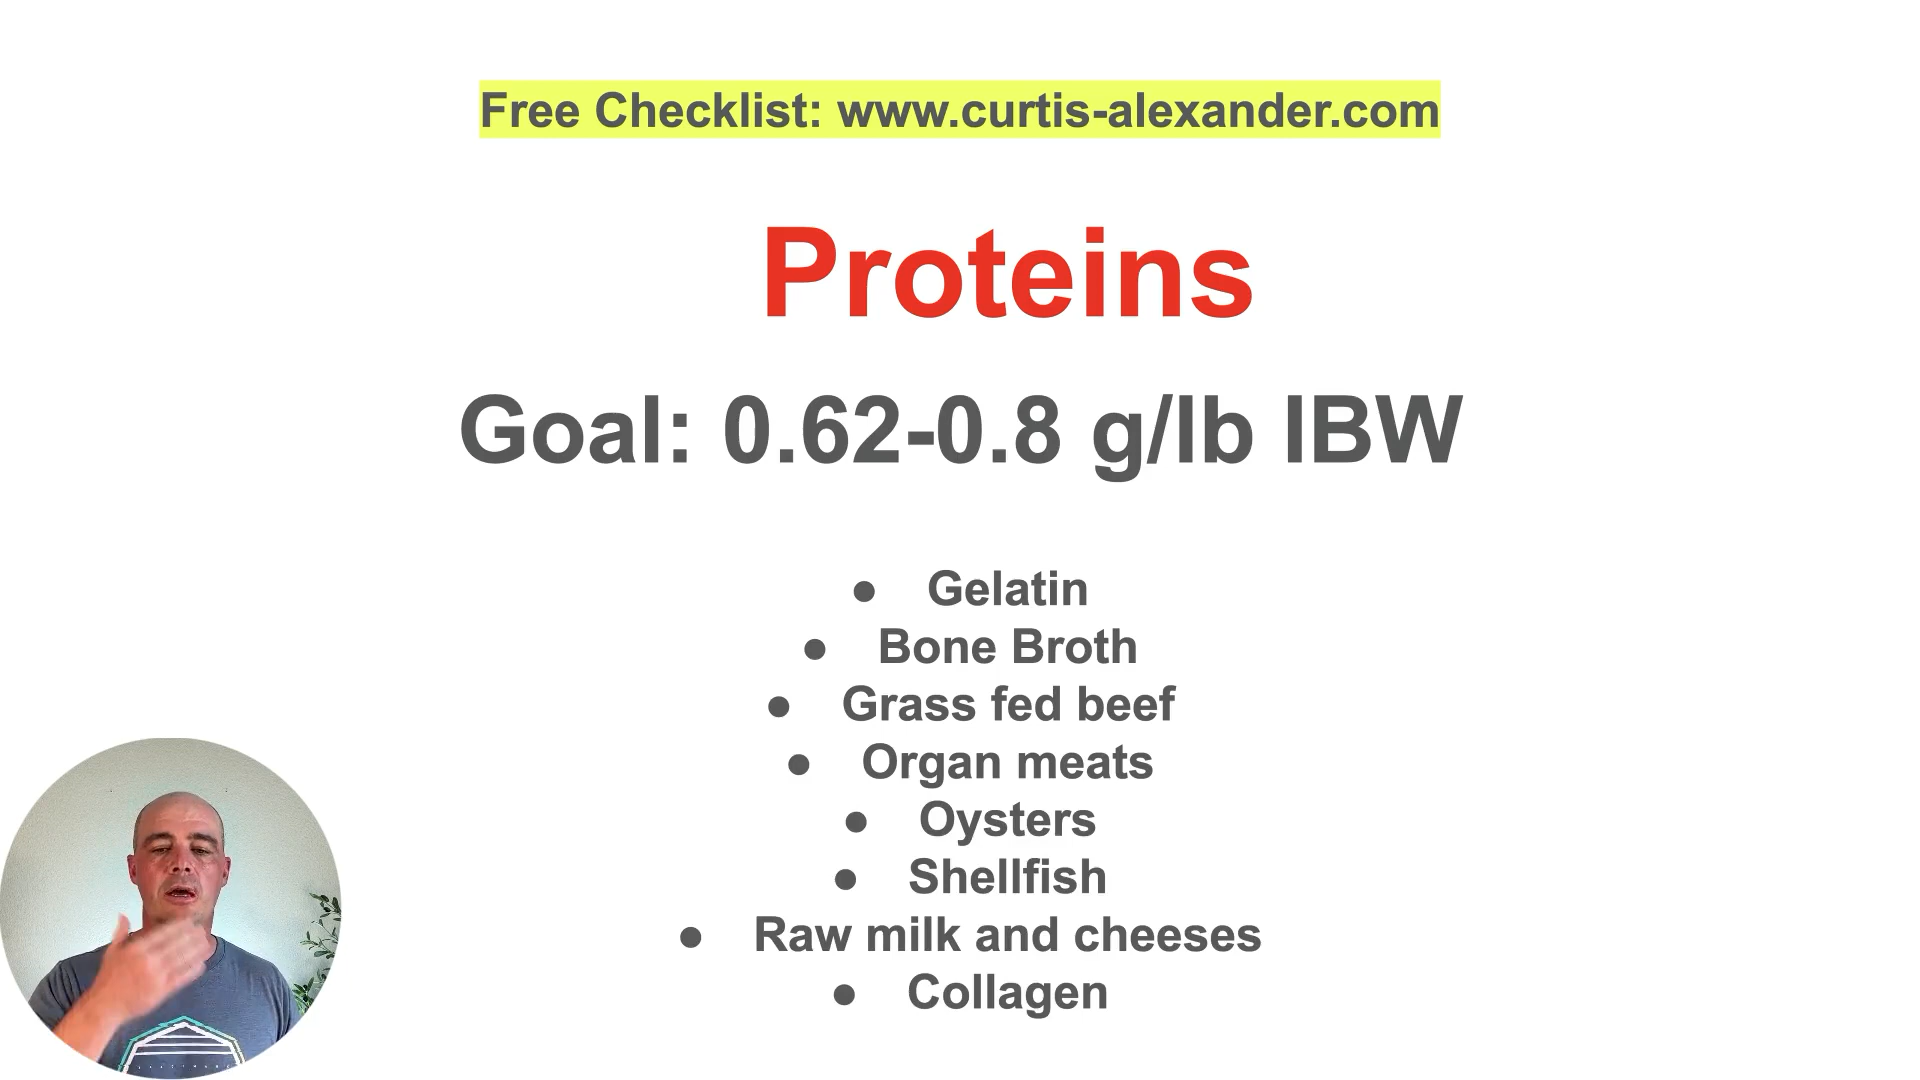 Free Checklist: www.curtis-alexander.com
Proteins
Goal: 0.62-0.8 g/lb IBW
● Gelatin
● Bone Broth
● Grass fed beef
● Organ meats
● Oysters
● Shellfish
● Raw milk and cheeses
● Collagen